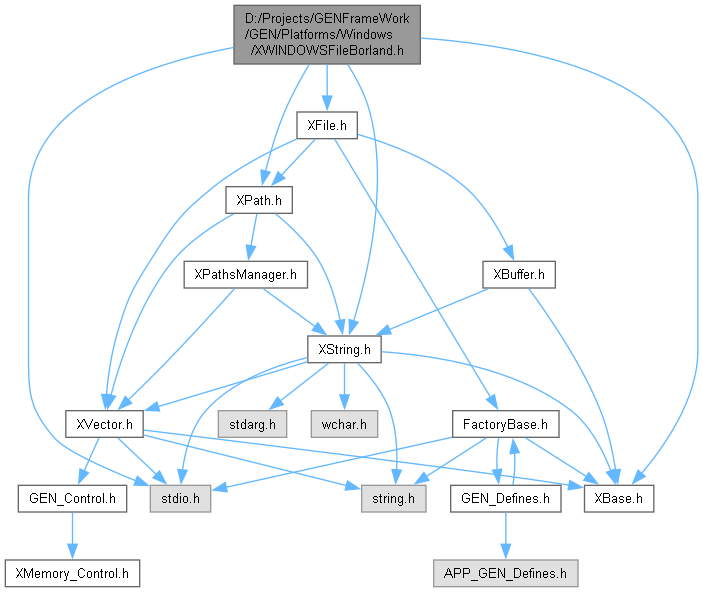 D:/Projects/GENFrameWork
/GEN/Platforms/Windows
/XWINDOWSFileBorland.h
XFile.h
XPath.h
XPathsManager.h
XBuffer.h
XString.h
XVector.h
stdarg.h
wchar.h
FactoryBase.h
GEN_Control.h
stdio.h
string.h
GEN_Defines.h
XBase.h
XMemory_Control.h
APP_GEN_Defines.h